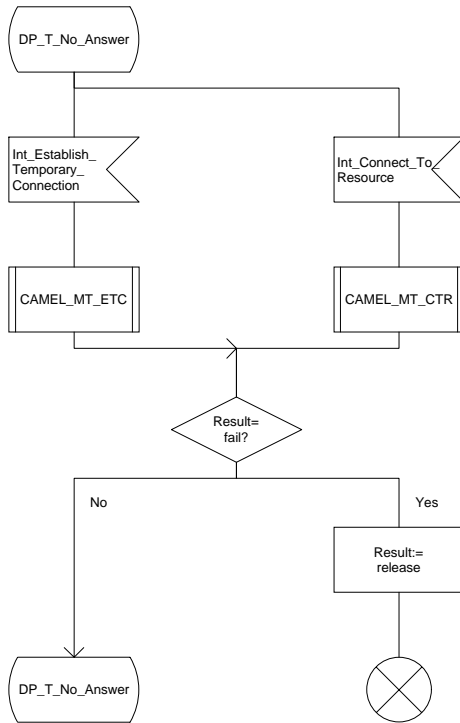 DP_T_No_Answer
Int_Establish_
Temporary_
Connection
Int_Connect_To_
Resource
CAMEL_MT_ETC
CAMEL_MT_CTR
Result=
fail?
No
Yes
Result:=
release
DP_T_No_Answer